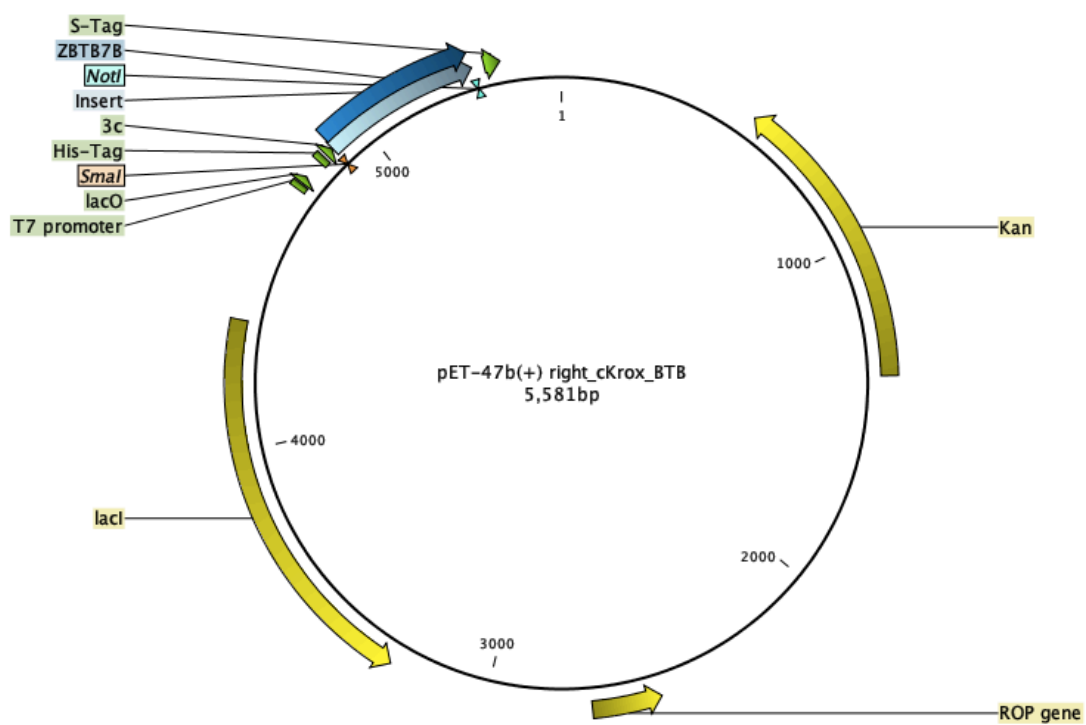 S-Tag
ZBTB7B
NotI
Insert
3c
His-Tag
SmaI
lacO
T7 promoter
1
5000
Kan
1000
pET-47b(+) right_cKrox_BTB
5,581bp
4000
lacI
2000
3000
ROP gene